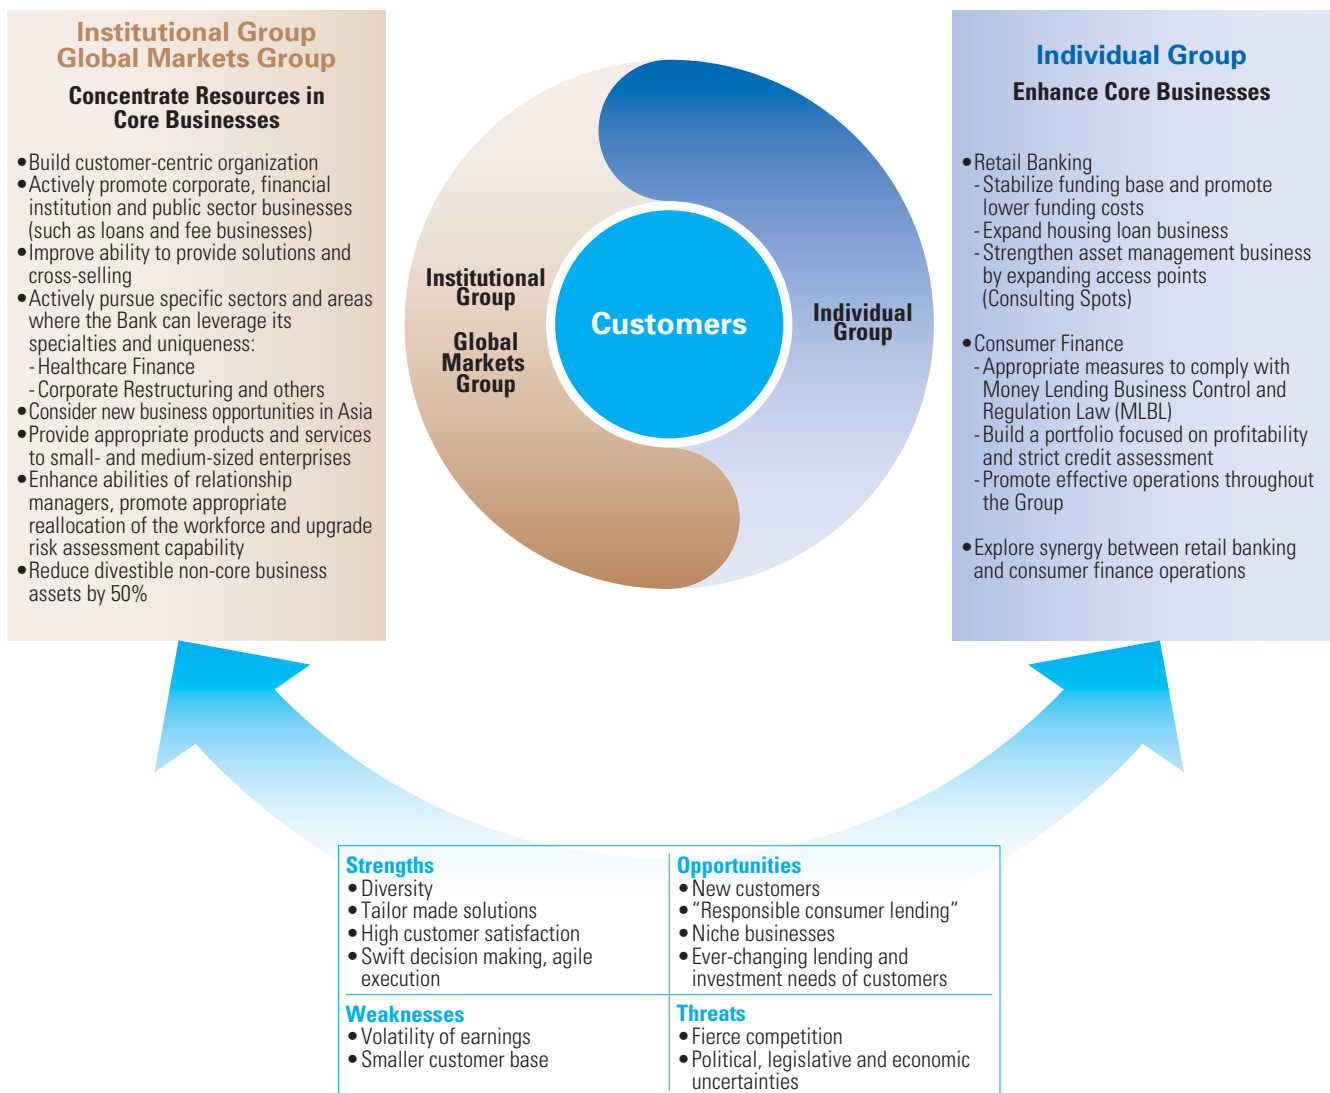 Institutional Group
Global Markets Group
Concentrate Resources in
Core Businesses
•Build customer-centric organization
•Actively promote corporate, financial
institution and public sector businesses
(such as loans and fee businesses)
•Improve ability to provide solutions and
cross-selling
•Actively pursue specific sectors and areas
where the Bank can leverage its
specialties and uniqueness:
- Healthcare Finance
- Corporate Restructuring and others
•Consider new business opportunities in Asia
•Provide appropriate products and services
to small- and medium-sized enterprises
•Enhance abilities of relationship
managers, promote appropriate
reallocation of the workforce and upgrade
risk assessment capability
•Reduce divestible non-core business
assets by 50%
Institutional
Group
Global
Markets
Group
Customers
Individual
Group
Individual Group
Enhance Core Businesses
•Retail Banking
- Stabilize funding base and promote
lower funding costs
- Expand housing loan business
- Strengthen asset management business
by expanding access points
(Consulting Spots)
•Consumer Finance
- Appropriate measures to comply with
Money Lending Business Control and
Regulation Law (MLBL)
- Build a portfolio focused on profitability
and strict credit assessment
- Promote effective operations throughout
the Group
•Explore synergy between retail banking
and consumer finance operations
Strengths
•Diversity
•Tailor made solutions
•High customer satisfaction
•Swift decision making, agile
execution
Opportunities
•New customers
•“Responsible consumer lending”
•Niche businesses
•Ever-changing lending and
investment needs of customers
Weaknesses
•Volatility of earnings
•Smaller customer base
Threats
•Fierce competition
•Political, legislative and economic
uncertainties